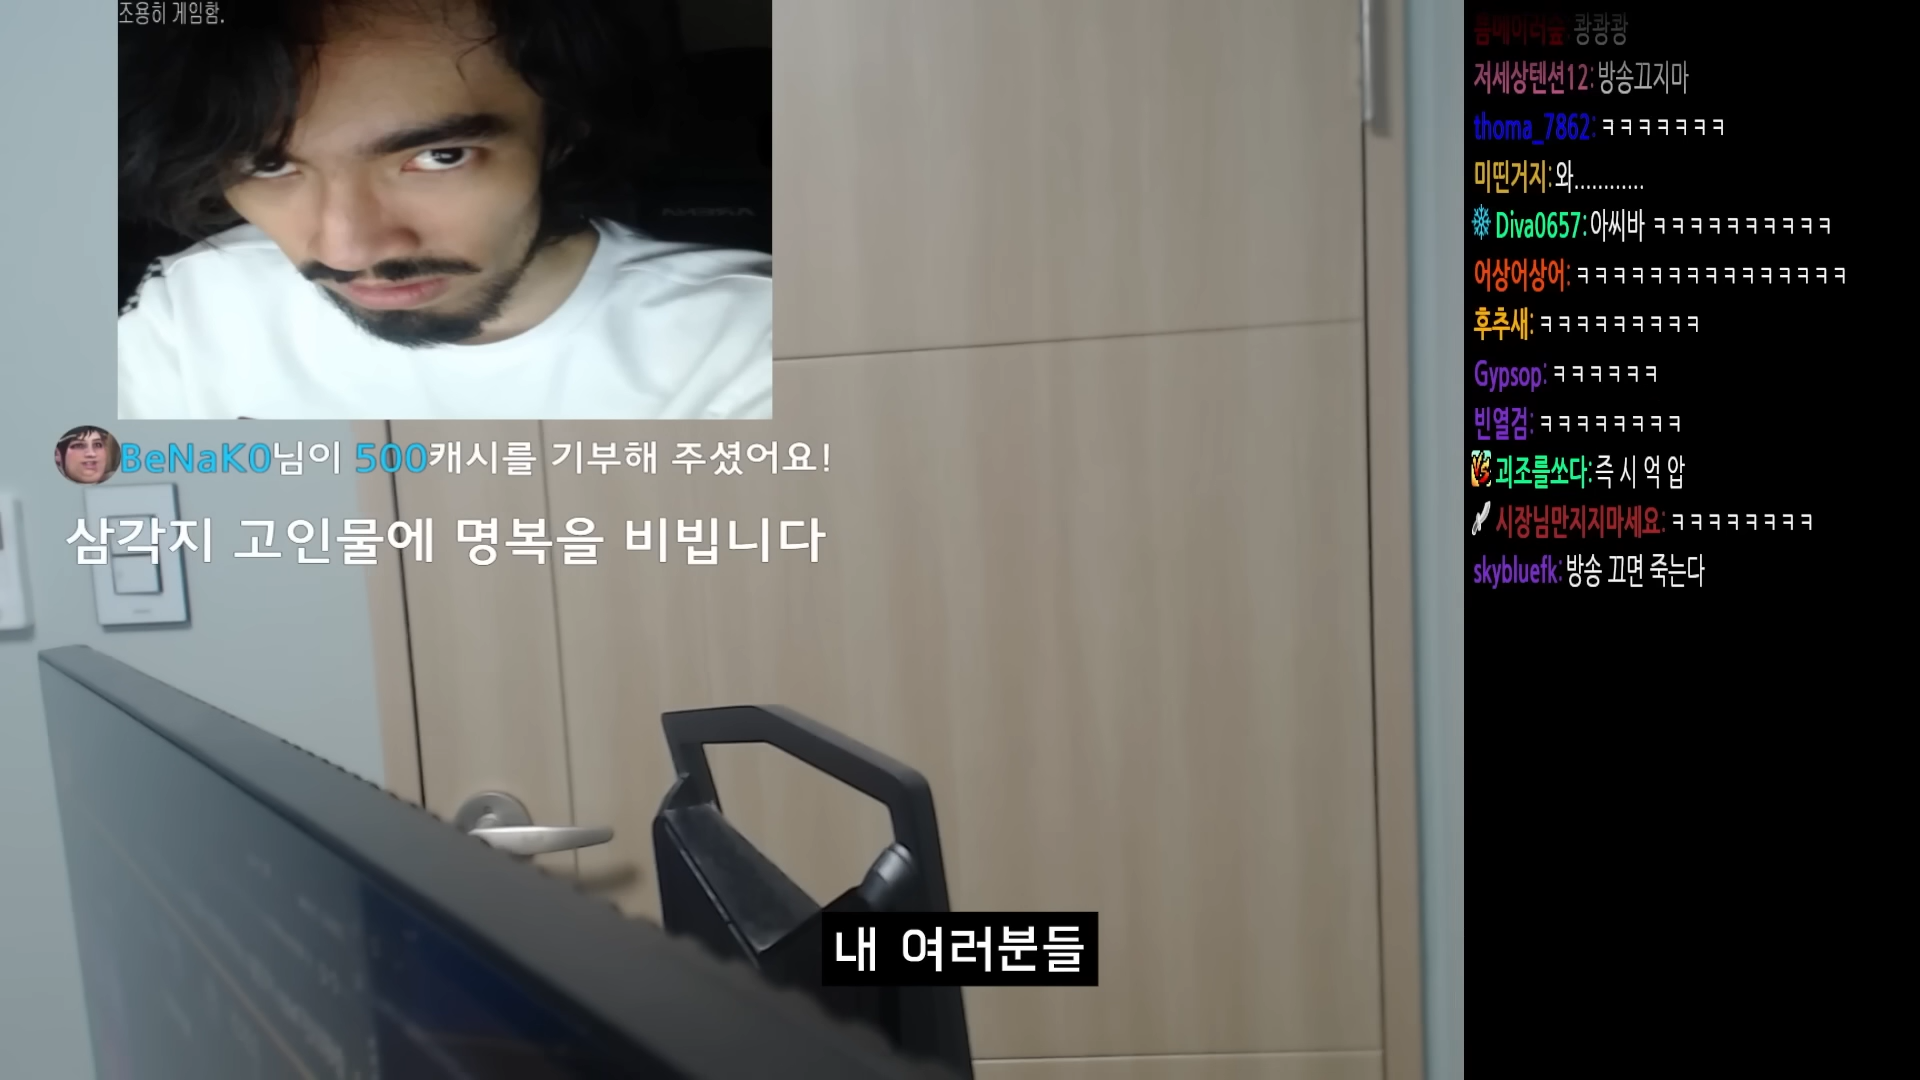 조용히 게임함.
BeNaK0님이 500캐시를 기부해 주셨어요!
삼각지 고인물에 명복을 비빕니다
내 여러분들
쾅쾅쾅
저세상텐션12: 방송끄지마
thoma_7862: ㅋㅋㅋㅋㅋㅋㅋ
미띤거지: 와............
Diva0657: 아씨바 ㅋㅋㅋㅋㅋㅋㅋㅋㅋㅋ
어상어상어: ㅋㅋㅋㅋㅋㅋㅋㅋㅋㅋㅋㅋㅋㅋㅋ
후추새: ㅋㅋㅋㅋㅋㅋㅋㅋㅋ
Gypsop: ㅋㅋㅋㅋㅋㅋ
빈열검: ㅋㅋㅋㅋㅋㅋㅋㅋ
괴조를쏘다: 즉 시 억 압
시장님만지지마세요: ㅋㅋㅋㅋㅋㅋㅋㅋ
skybluefk: 방송 끄면 죽는다